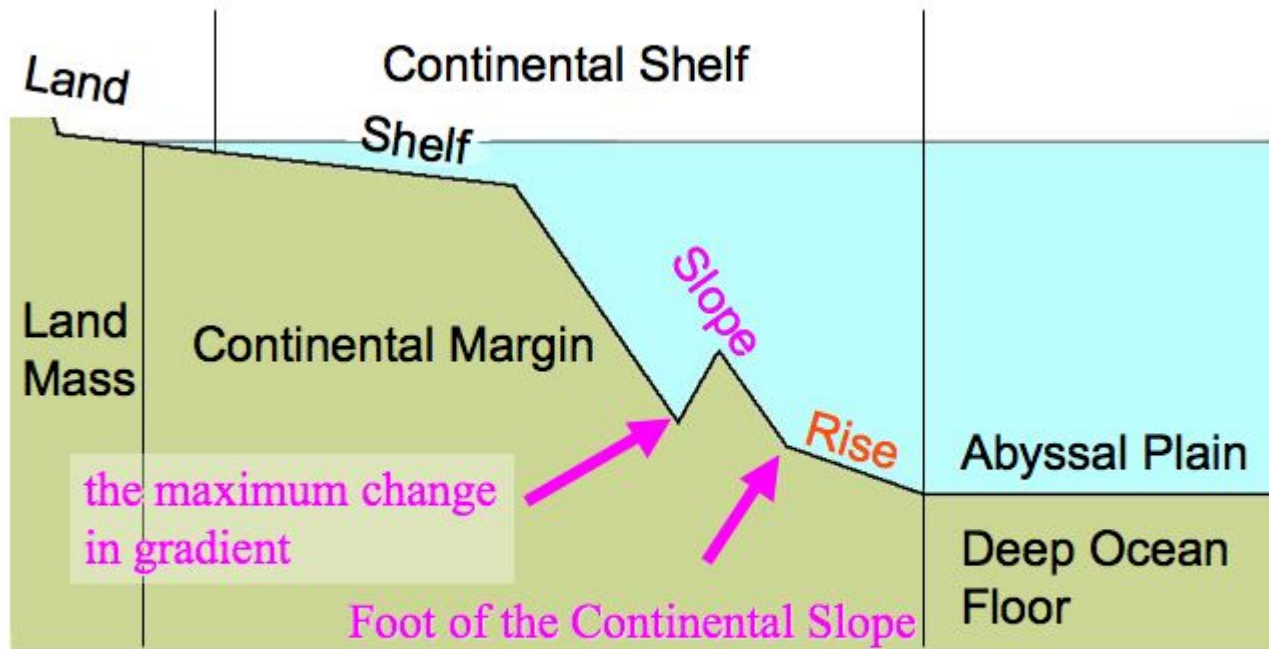 Continental Shelf
Land
Shelf
Slope
Land
Mass
Continental Margin
Rise
Abyssal Plain
the maximum change
in gradient
Deep Ocean
Floor
Foot of the Continental Slope